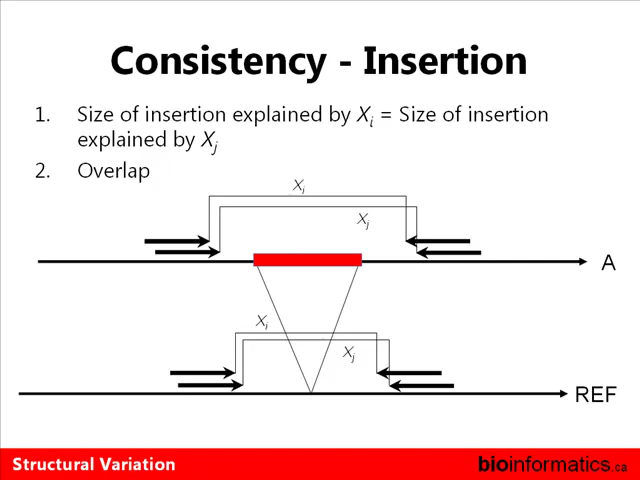 Consistency - Insertion
1. Size of insertion explained by Xi = Size of insertion
explained by Xj
2. Overlap
Xi
Xj
A
Xi
Xj
REF
Structural Variation
bioinformatics.ca